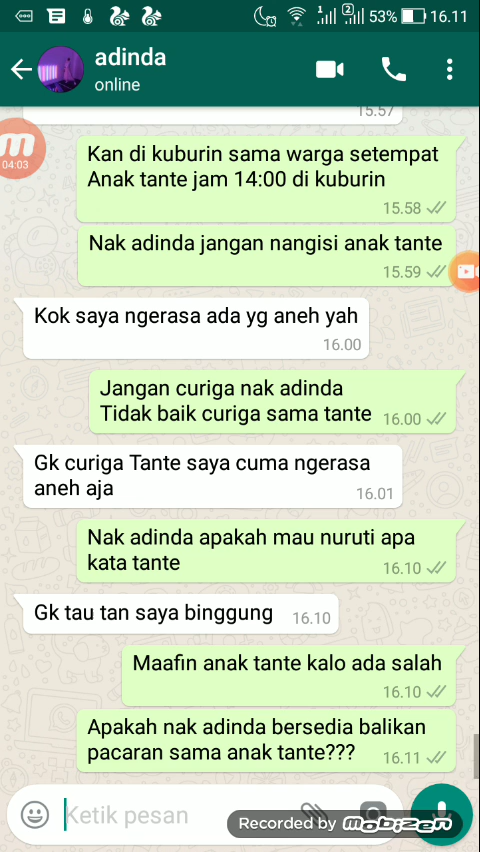 1 2 53% 16.11
adinda
online
15.57
m
04:03
Kan di kuburin sama warga setempat
Anak tante jam 14:00 di kuburin
15.58
Nak adinda jangan nangisi anak tante
15.59
Kok saya ngerasa ada yg aneh yah
16.00
Jangan curiga nak adinda
Tidak baik curiga sama tante 16.00
Gk curiga Tante saya cuma ngerasa
aneh aja 16.01
Nak adinda apakah mau nuruti apa
kata tante 16.10
Gk tau tan saya binggung 16.10
Maafin anak tante kalo ada salah
16.10
Apakah nak adinda bersedia balikan
pacaran sama anak tante??? 16.11
Ketik pesan
Recorded by mobizen